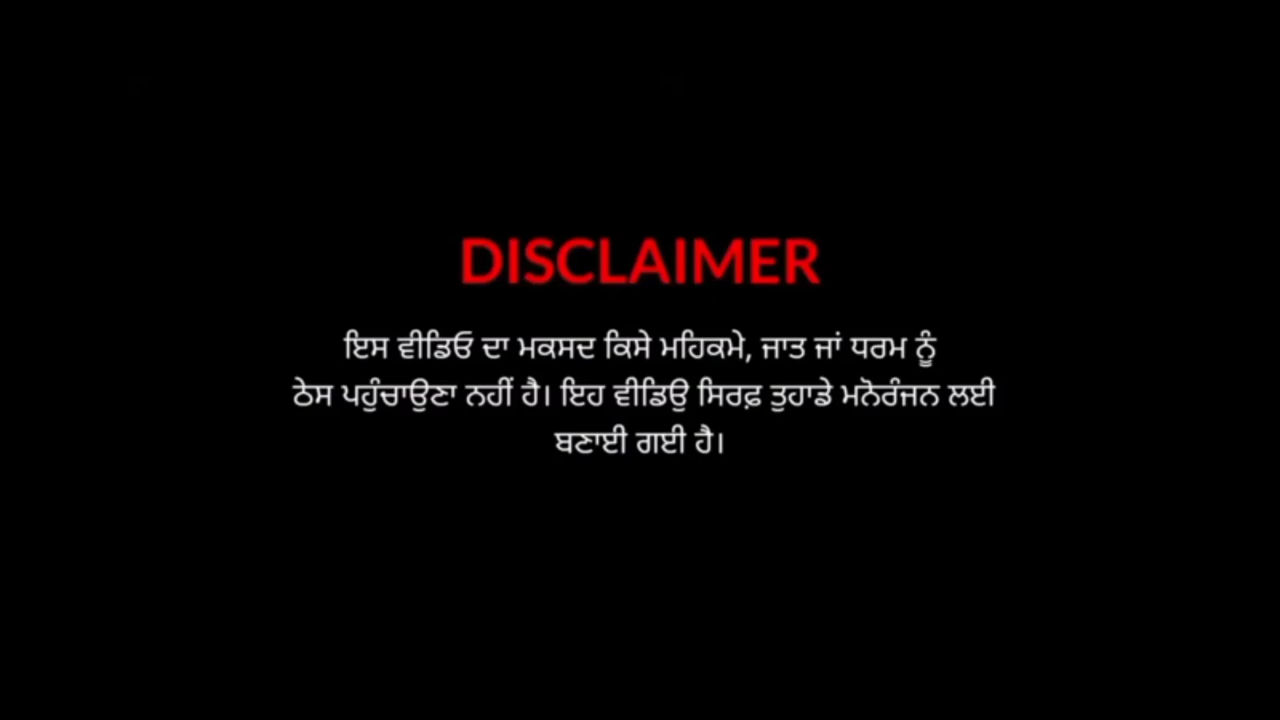 DISCLAIMER
ਇਸ ਵੀਡਿਓ ਦਾ ਮਕਸਦ ਕਿਸੇ ਮਹਿਕਮੇ, ਜਾਤ ਜਾਂ ਧਰਮ ਨੂੰ
ਠੇਸ ਪਹੁੰਚਾਉਣਾ ਨਹੀਂ ਹੈ। ਇਹ ਵੀਡਿਉ ਸਿਰਫ਼ ਤੁਹਾਡੇ ਮਨੋਰੰਜਨ ਲਈ
ਬਣਾਈ ਗਈ ਹੈ।